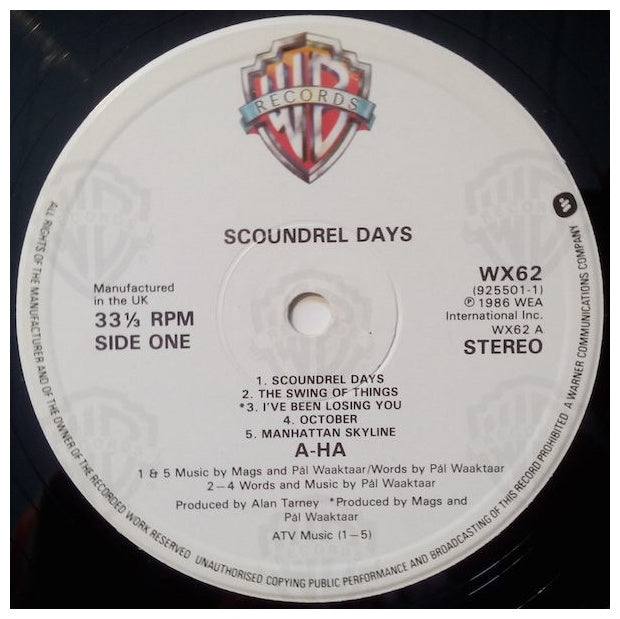 RECORDS
SCOUNDREL DAYS
Manufactured
in the UK
33⅓ RPM
SIDE ONE
WX62
(925501-1)
℗ 1986 WEA
International Inc.
WX62 A
STEREO
1. SCOUNDREL DAYS
2. THE SWING OF THINGS
*3. I'VE BEEN LOSING YOU
4. OCTOBER
5. MANHATTAN SKYLINE
A-HA
1 & 5 Music by Mags and Pål Waaktaar/Words by Pål Waaktaar
2—4 Words and Music by Pål Waaktaar
Produced by Alan Tarney *Produced by Mags and
Pål Waaktaar
ATV Music (1—5)
ALL RIGHTS OF THE MANUFACTURER AND OF THE OWNER OF THE RECORDED WORK RESERVED UNAUTHORISED COPYING PUBLIC PERFORMANCE AND BROADCASTING OF THIS RECORD PROHIBITED A WARNER COMMUNICATIONS COMPANY